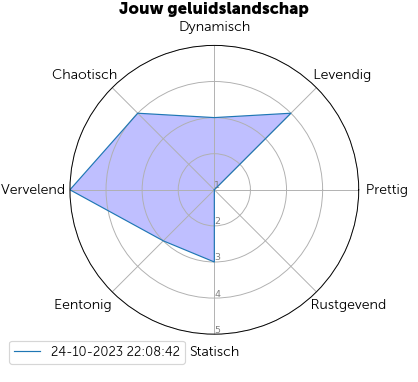 Jouw geluidslandschap
Dynamisch
Chaotisch
Levendig
Vervelend
Prettig
1
2
3
4
5
Eentonig
Rustgevend
24-10-2023 22:08:42
Statisch